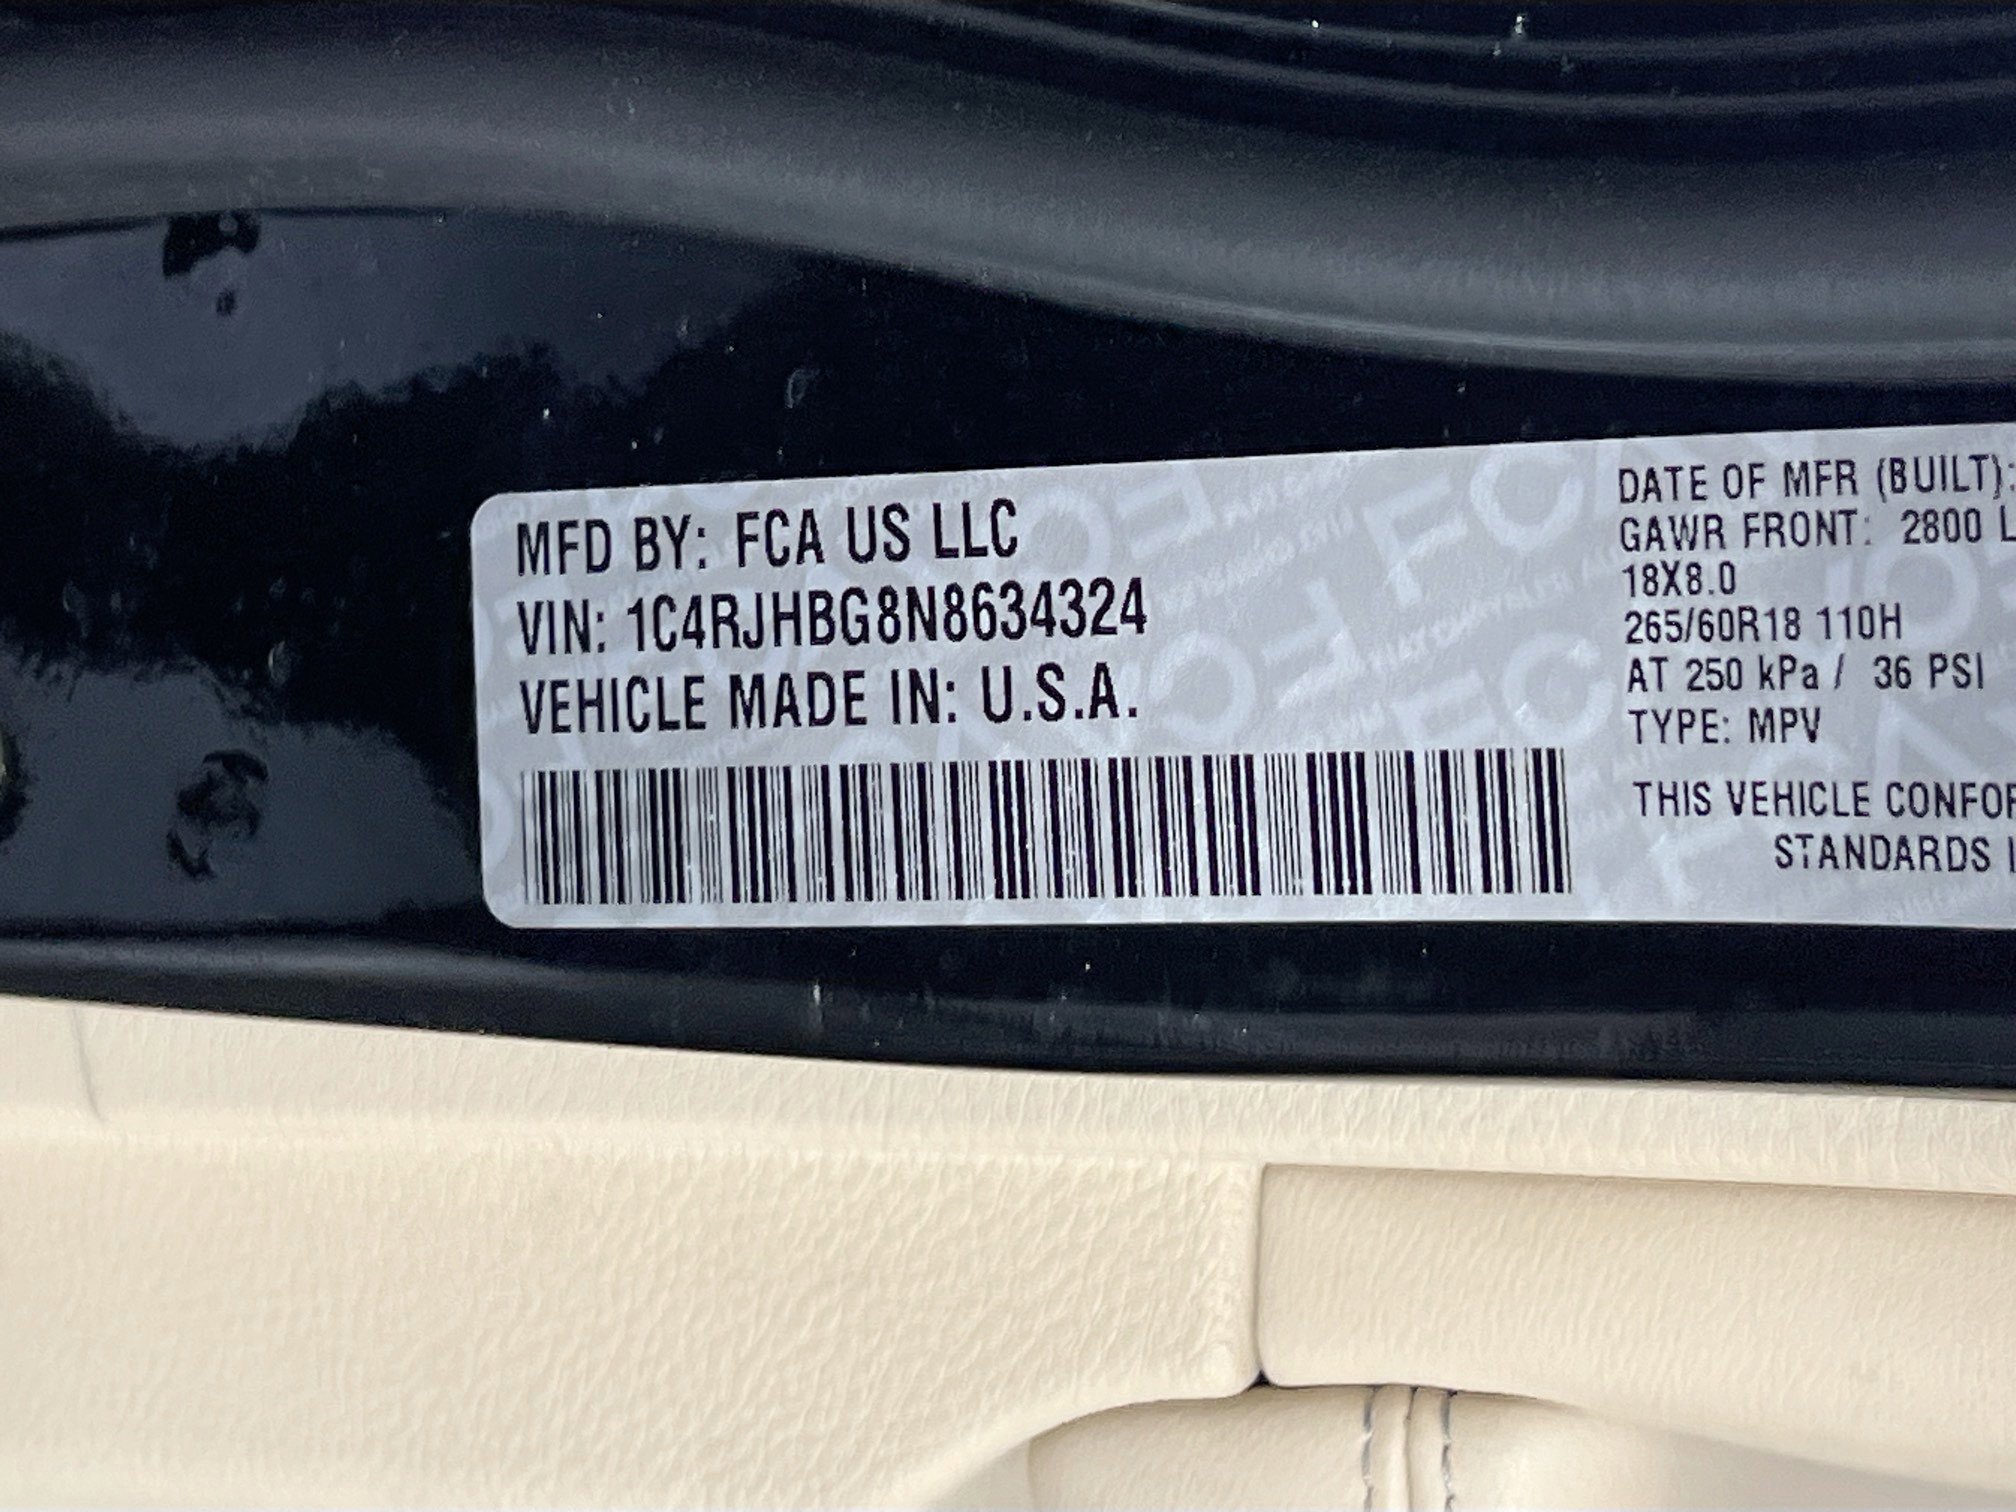 MFD BY: FCA US LLC
VIN: 1C4RJHBG8N8634324
VEHICLE MADE IN: U.S.A.
DATE OF MFR (BUILT):
GAWR FRONT: 2800 L
18X8.0
265/60R18 110H
AT 250 kPa / 36 PSI
TYPE: MPV
THIS VEHICLE CONFOR
STANDARDS I